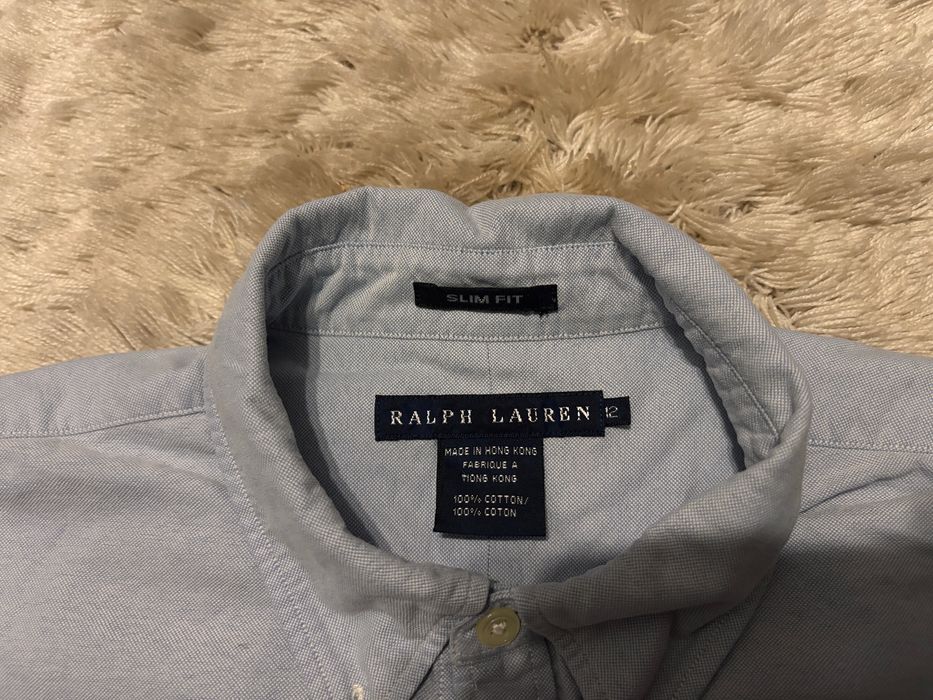 SLIM FIT
RALPH LAUREN 12
MADE IN HONG KONG
FABRIQUE A
HONG KONG
100% COTTON/
100% COTON